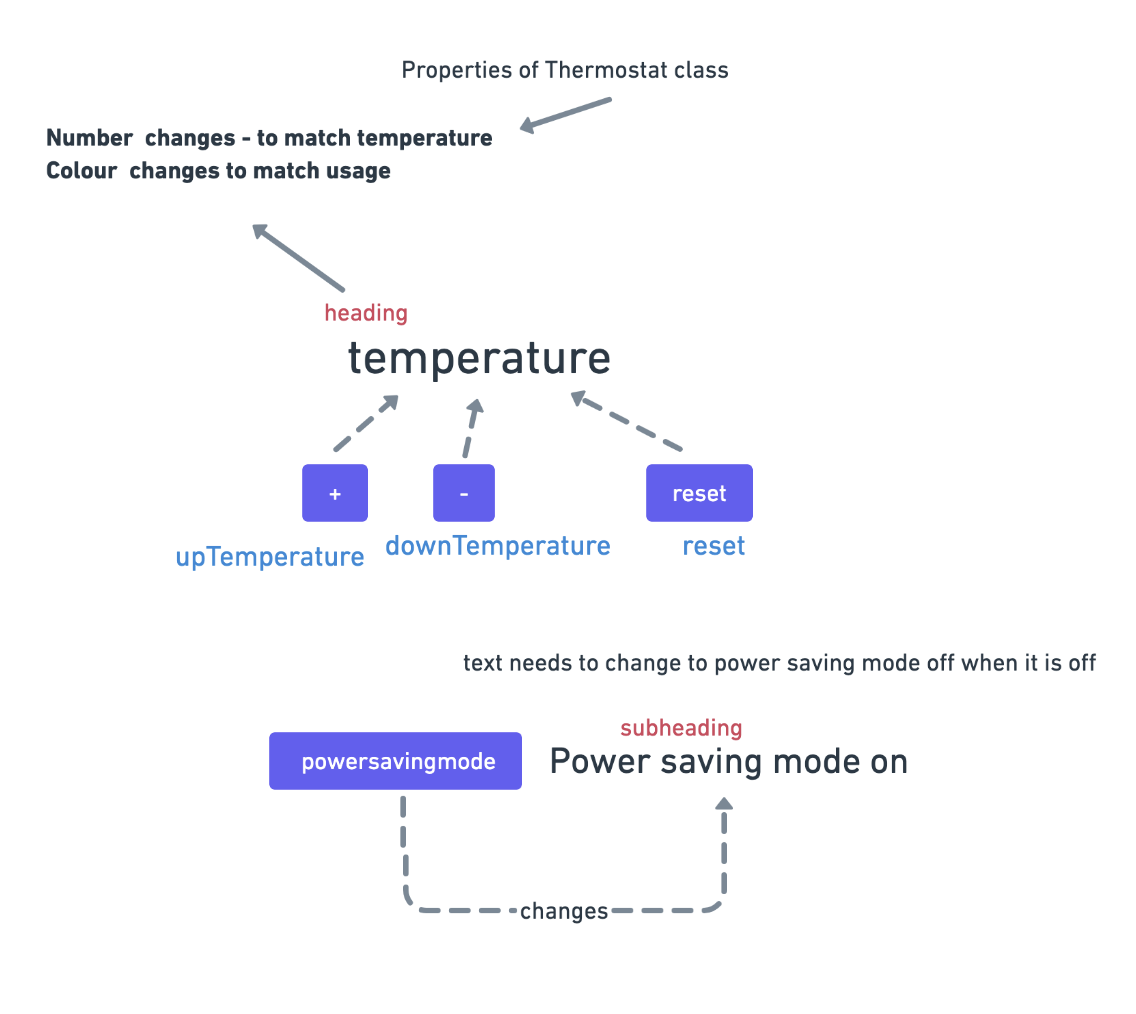 Properties of Thermostat class
Number changes - to match temperature
Colour changes to match usage
heading
temperature
+
-
reset
upTemperature
downTemperature
reset
text needs to change to power saving mode off when it is off
subheading
powersavingmode
Power saving mode on
changes